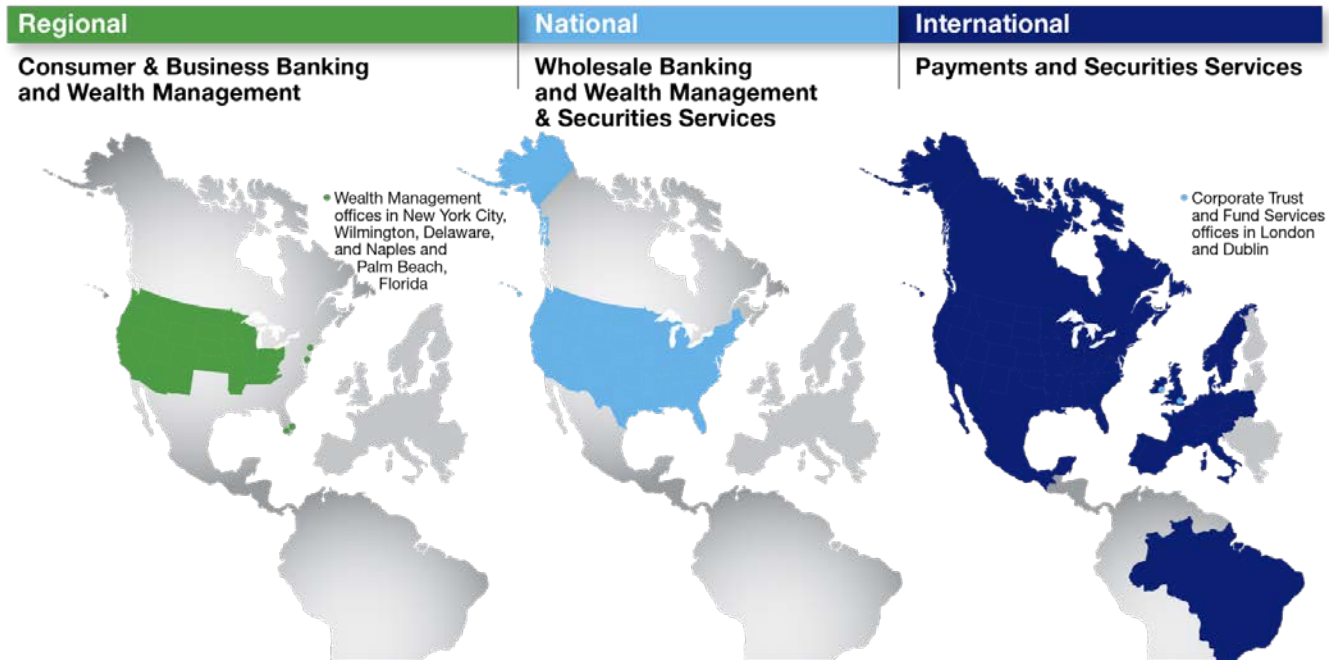 Regional
Consumer & Business Banking
and Wealth Management
Wealth Management
offices in New York City,
Wilmington, Delaware,
and Naples and
Palm Beach,
Florida
National
Wholesale Banking
and Wealth Management
& Securities Services
International
Payments and Securities Services
Corporate Trust
and Fund Services
offices in London
and Dublin